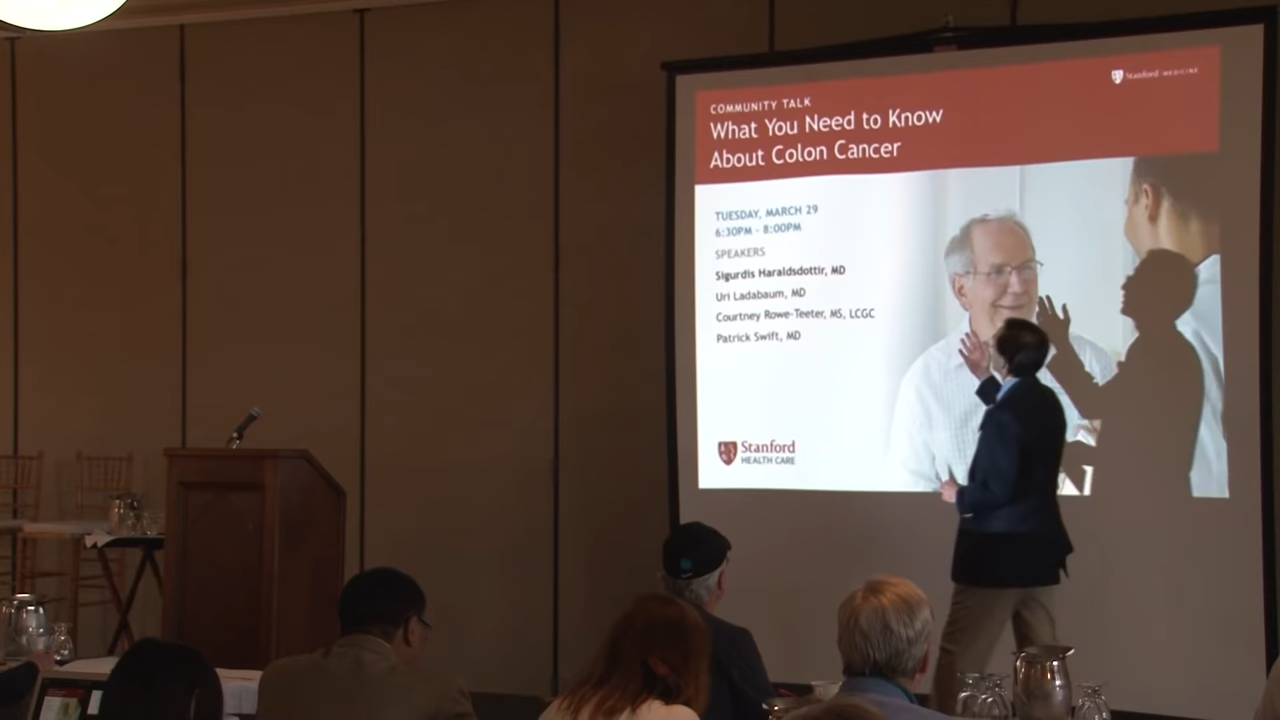 Stanford MEDICINE
COMMUNITY TALK
What You Need to Know
About Colon Cancer
TUESDAY, MARCH 29
6:30PM - 8:00PM
SPEAKERS
Sigurdis Haraldsdottir, MD
Uri Ladabaum, MD
Courtney Rowe-Teeter, MS, LCGC
Patrick Swift, MD
Stanford
HEALTH CARE